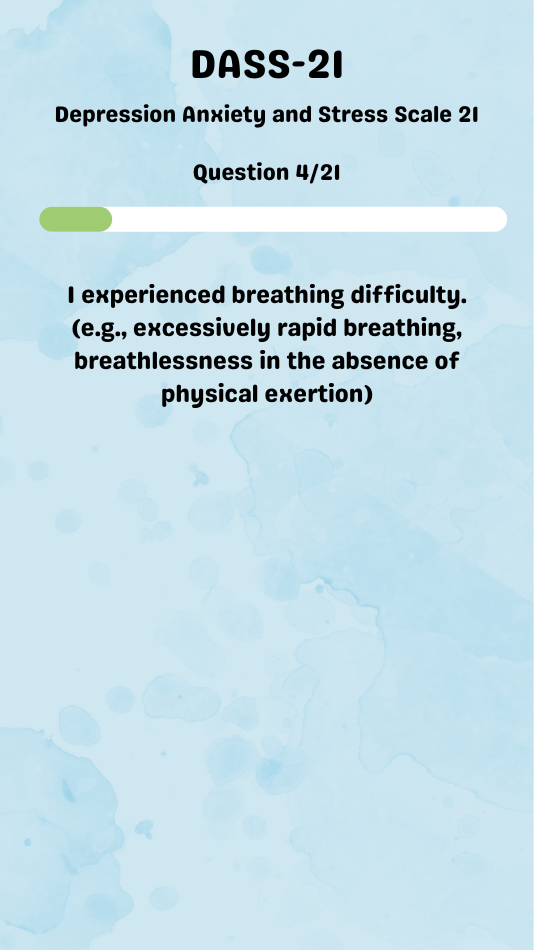 DASS-21
Depression Anxiety and Stress Scale 21
Question 4/21
I experienced breathing difficulty.
(e.g., excessively rapid breathing,
breathlessness in the absence of
physical exertion)